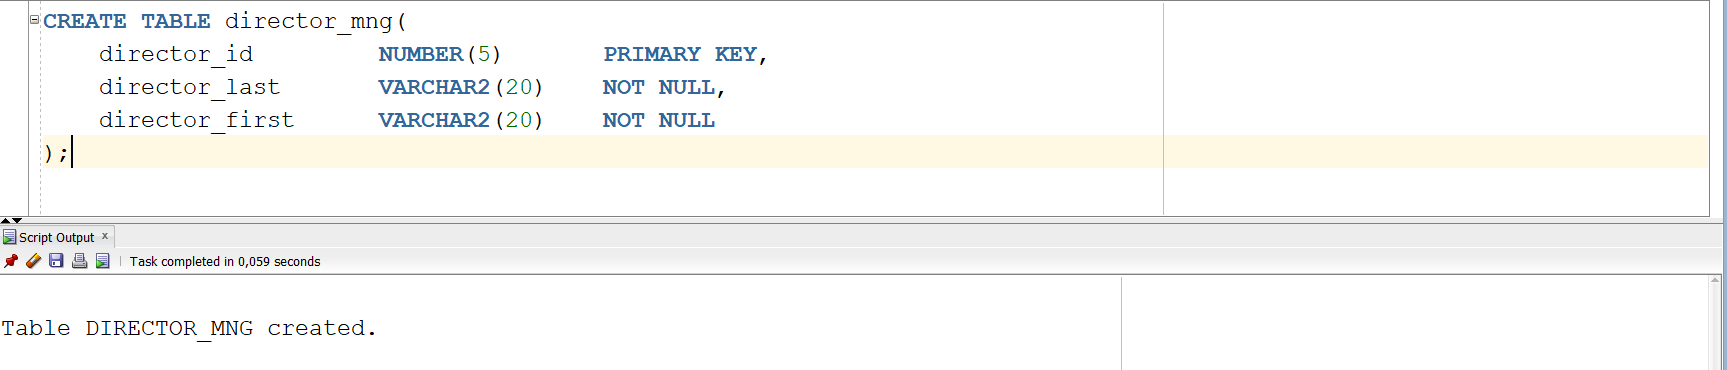 CREATE TABLE director_mng(
director_id NUMBER(5) PRIMARY KEY,
director_last VARCHAR2(20) NOT NULL,
director_first VARCHAR2(20) NOT NULL
);
Script Output x
Task completed in 0,059 seconds
Table DIRECTOR_MNG created.